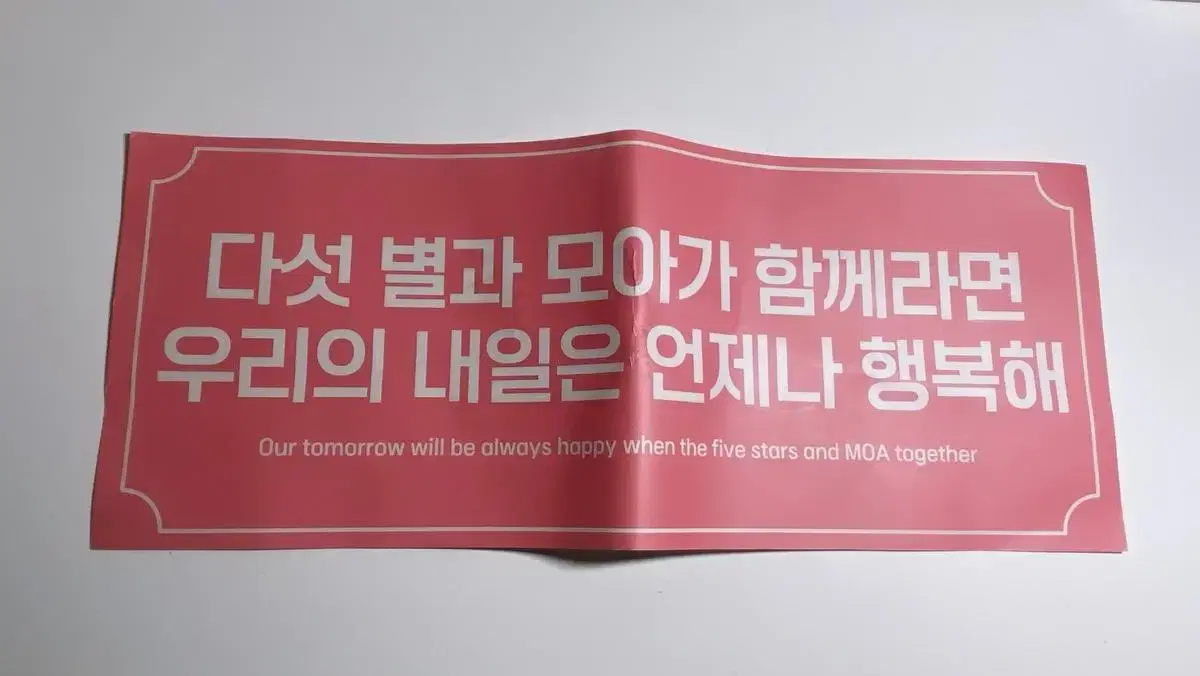 다섯 별과 모아가 함께라면
우리의 내일은 언제나 행복해
Our tomorrow will be always happy when the five stars and MOA together